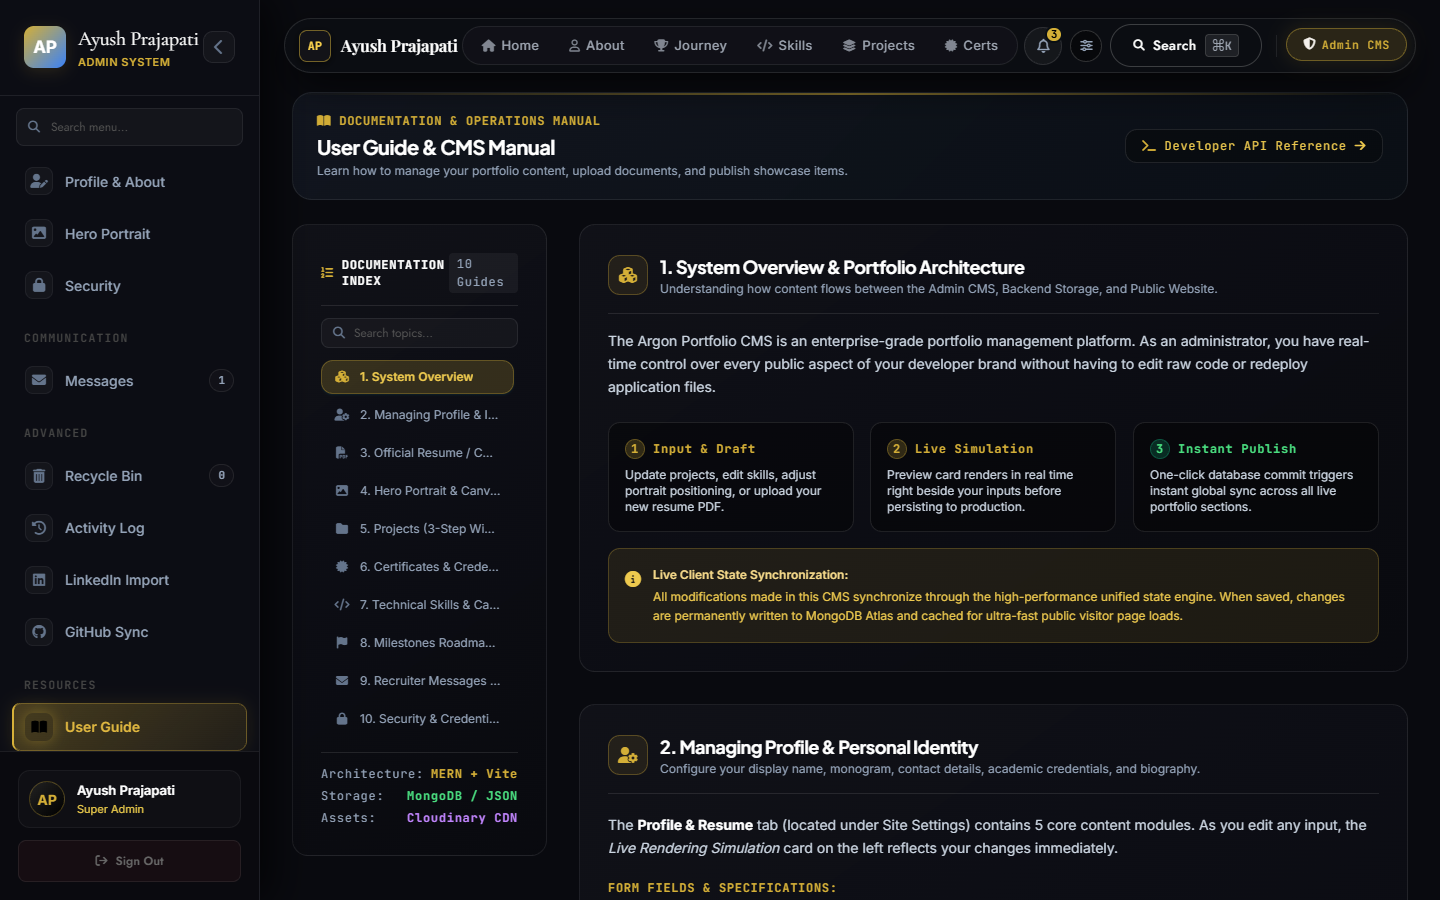 AP
Ayush Prajapati
ADMIN SYSTEM
Search menu...
Profile & About
Hero Portrait
Security
COMMUNICATION
Messages
1
ADVANCED
Recycle Bin
0
Activity Log
LinkedIn Import
GitHub Sync
RESOURCES
User Guide
AP
Ayush Prajapati
Super Admin
Sign Out
AP
Ayush Prajapati
Home
About
Journey
Skills
Projects
Certs
3
Search
⌘K
Admin CMS
DOCUMENTATION & OPERATIONS MANUAL
User Guide & CMS Manual
Learn how to manage your portfolio content, upload documents, and publish showcase items.
Developer API Reference
DOCUMENTATION
INDEX
10
Guides
Search topics...
1. System Overview
2. Managing Profile & I...
3. Official Resume / C...
4. Hero Portrait & Canv...
5. Projects (3-Step Wi...
6. Certificates & Crede...
7. Technical Skills & Ca...
8. Milestones Roadma...
9. Recruiter Messages ...
10. Security & Credenti...
Architecture: MERN + Vite
Storage: MongoDB / JSON
Assets: Cloudinary CDN
1. System Overview & Portfolio Architecture
Understanding how content flows between the Admin CMS, Backend Storage, and Public Website.
The Argon Portfolio CMS is an enterprise-grade portfolio management platform. As an administrator, you have real-
time control over every public aspect of your developer brand without having to edit raw code or redeploy
application files.
1 Input & Draft
Update projects, edit skills, adjust
portrait positioning, or upload your
new resume PDF.
2 Live Simulation
Preview card renders in real time
right beside your inputs before
persisting to production.
3 Instant Publish
One-click database commit triggers
instant global sync across all live
portfolio sections.
Live Client State Synchronization:
All modifications made in this CMS synchronize through the high-performance unified state engine. When saved, changes
are permanently written to MongoDB Atlas and cached for ultra-fast public visitor page loads.
2. Managing Profile & Personal Identity
Configure your display name, monogram, contact details, academic credentials, and biography.
The Profile & Resume tab (located under Site Settings) contains 5 core content modules. As you edit any input, the
Live Rendering Simulation card on the left reflects your changes immediately.
FORM FIELDS & SPECIFICATIONS: